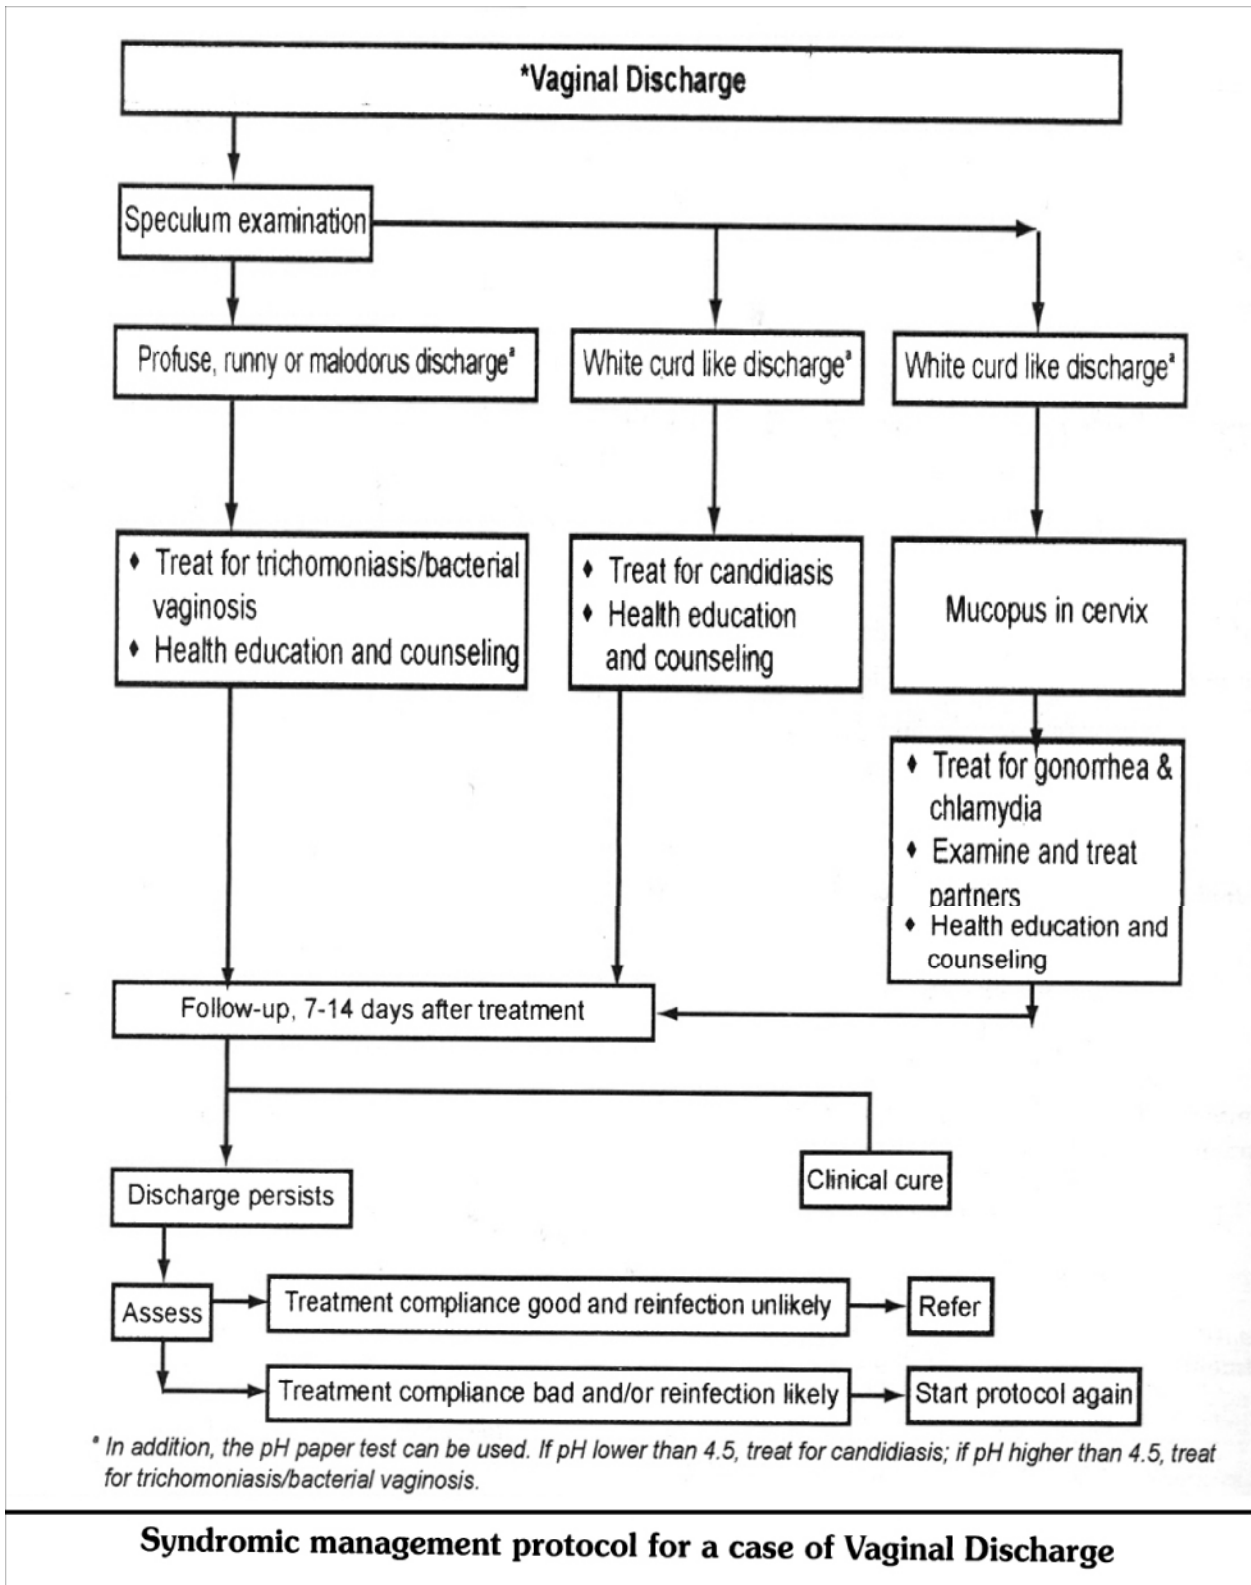 *Vaginal Discharge
Speculum examination
Profuse, runny or malodorus dischargeª
White curd like dischargeª
White curd like dischargeª
♦ Treat for trichomoniasis/bacterial
vaginosis
♦ Health education and counseling
♦ Treat for candidiasis
♦ Health education
and counseling
Mucopus in cervix
♦ Treat for gonorrhea &
chlamydia
♦ Examine and treat
partners
♦ Health education and
counseling
Follow-up, 7-14 days after treatment
Discharge persists
Clinical cure
Assess
Treatment compliance good and reinfection unlikely
Refer
Treatment compliance bad and/or reinfection likely
Start protocol again
ª In addition, the pH paper test can be used. If pH lower than 4.5, treat for candidiasis; if pH higher than 4.5, treat
for trichomoniasis/bacterial vaginosis.
Syndromic management protocol for a case of Vaginal Discharge